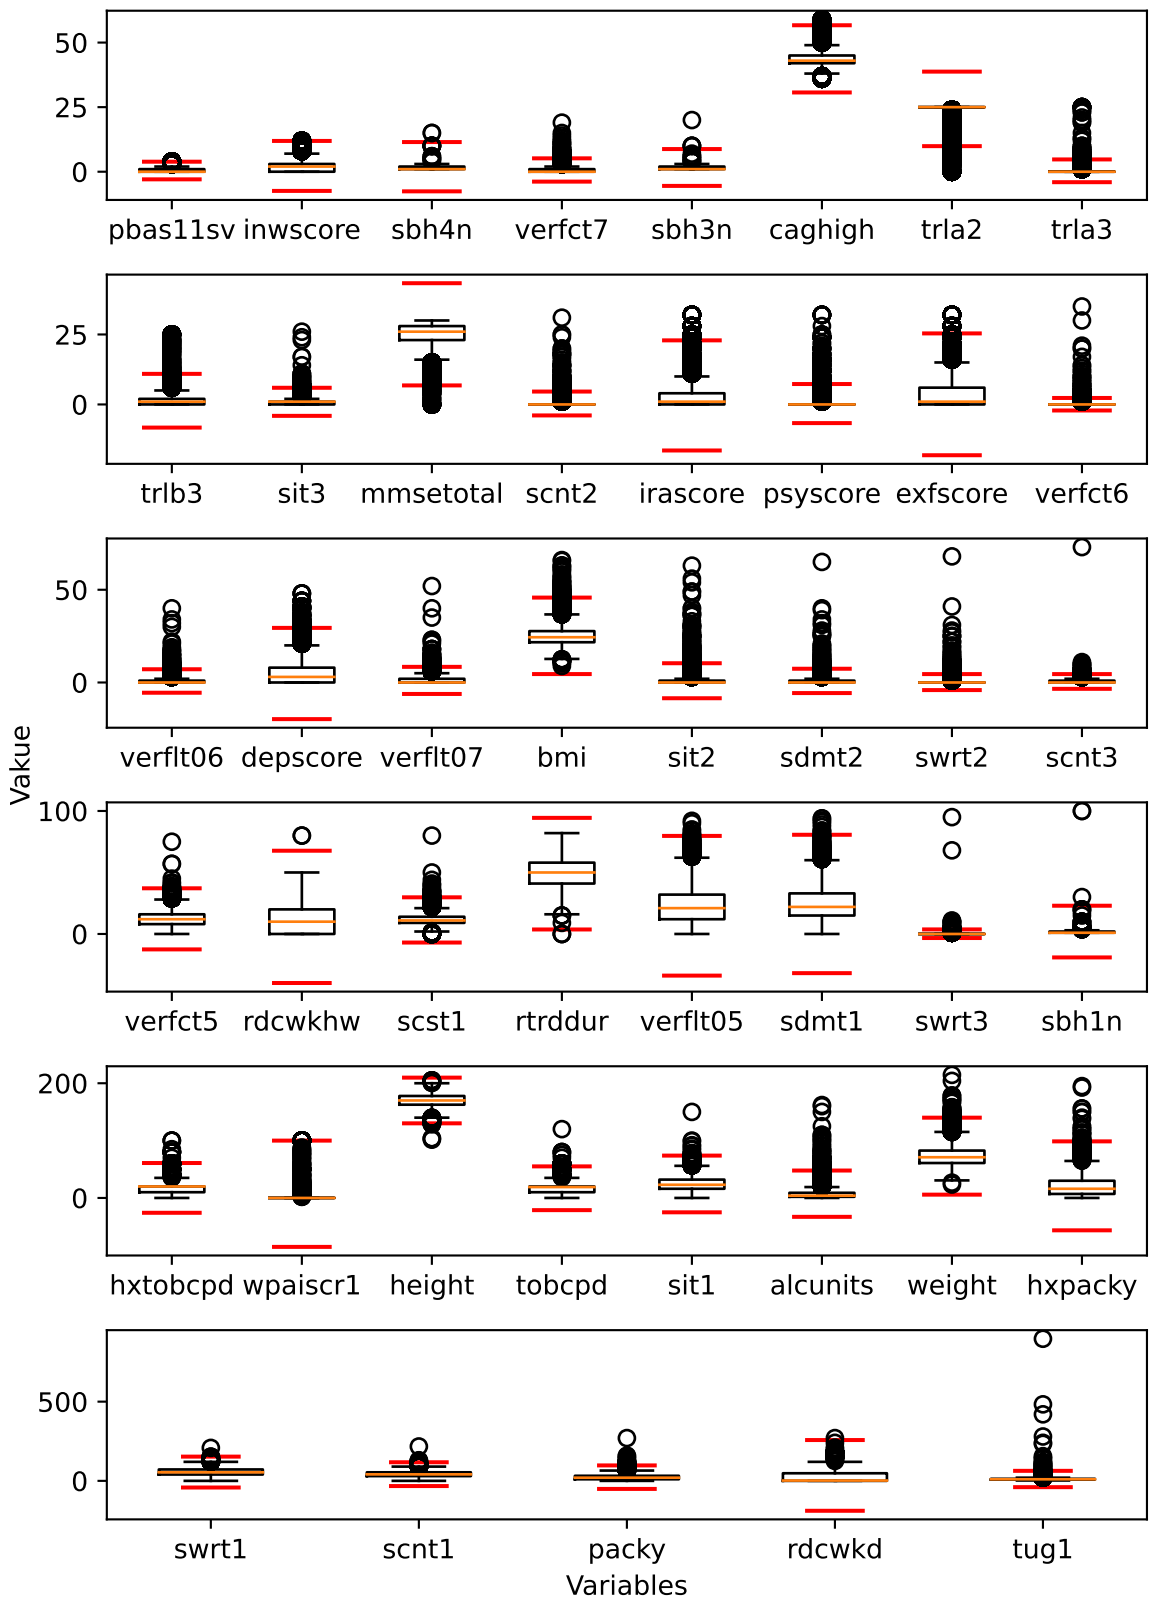 50
25
0
pbas11sv inwscore sbh4n verfct7 sbh3n caghigh trla2 trla3
25
0
trlb3 sit3 mmsetotal scnt2 irascore psyscore exfscore verfct6
50
0
verflt06 depscore verflt07 bmi sit2 sdmt2 swrt2 scnt3
Vakue
100
0
verfct5 rdcwkhw scst1 rtrddur verflt05 sdmt1 swrt3 sbh1n
200
100
0
hxtobcpd wpaiscr1 height tobcpd sit1 alcunits weight hxpacky
500
0
swrt1 scnt1 packy rdcwkd tug1
Variables